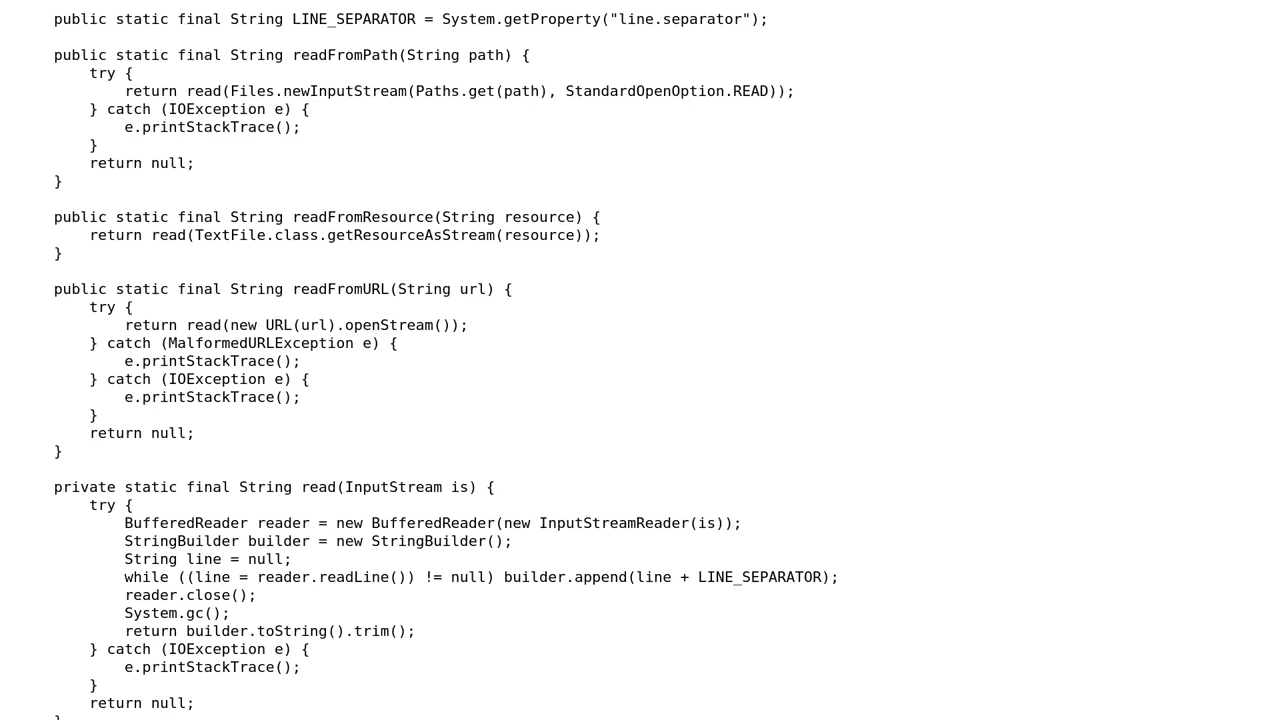 public static final String LINE_SEPARATOR = System.getProperty("line.separator");
public static final String readFromPath(String path) {
try {
return read(Files.newInputStream(Paths.get(path), StandardOpenOption.READ));
} catch (IOException e) {
e.printStackTrace();
}
return null;
}
public static final String readFromResource(String resource) {
return read(TextFile.class.getResourceAsStream(resource));
}
public static final String readFromURL(String url) {
try {
return read(new URL(url).openStream());
} catch (MalformedURLException e) {
e.printStackTrace();
} catch (IOException e) {
e.printStackTrace();
}
return null;
}
private static final String read(InputStream is) {
try {
BufferedReader reader = new BufferedReader(new InputStreamReader(is));
StringBuilder builder = new StringBuilder();
String line = null;
while ((line = reader.readLine()) != null) builder.append(line + LINE_SEPARATOR);
reader.close();
System.gc();
return builder.toString().trim();
} catch (IOException e) {
e.printStackTrace();
}
return null;
}